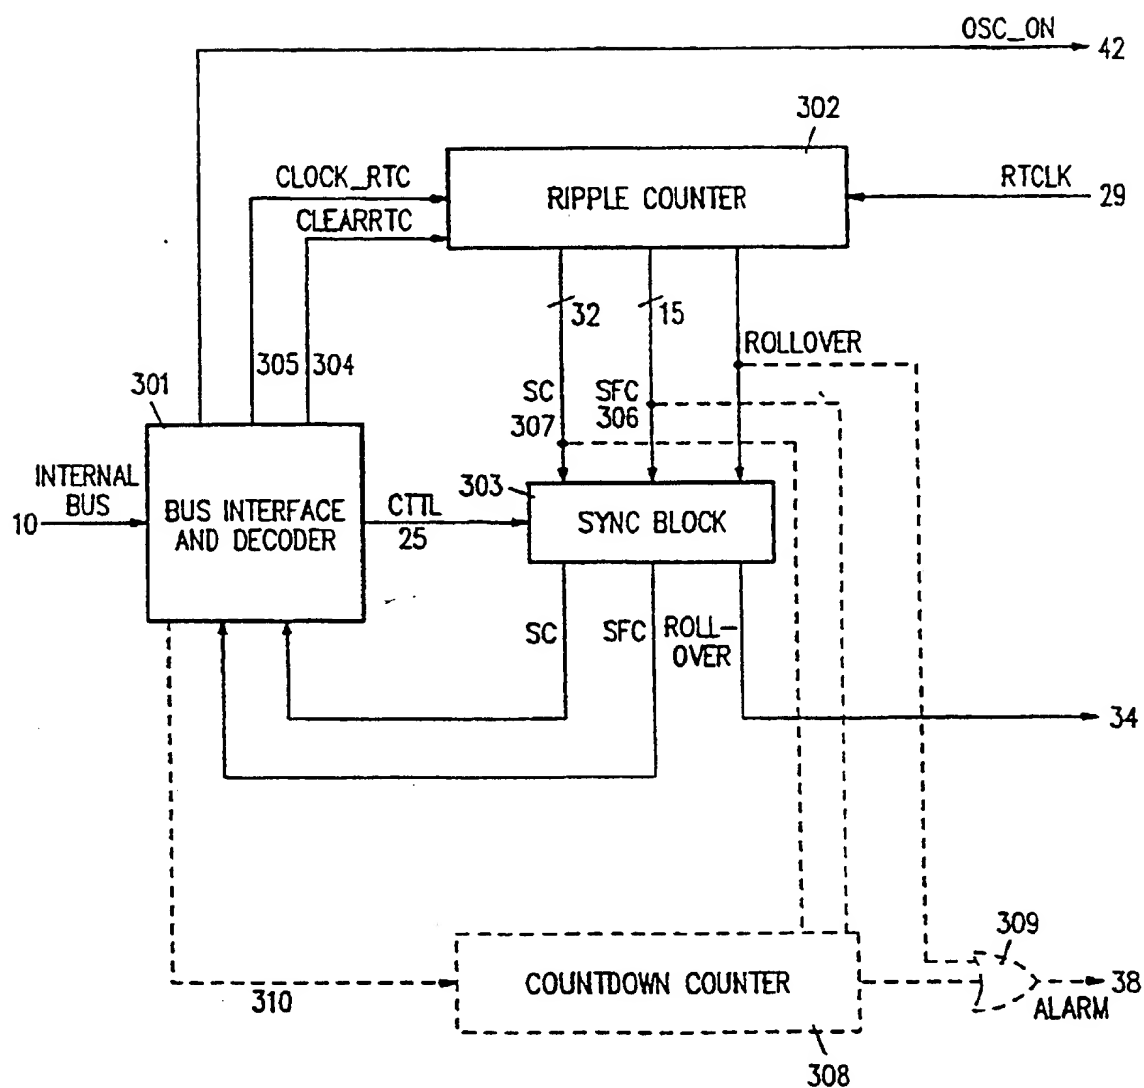 OSC_ON
42
302
CLOCK_RTC
RIPPLE COUNTER
RTCLK
29
CLEARRTC
32
15
ROLLOVER
305
304
301
SC
307
SFC
306
INTERNAL
BUS
10
303
BUS INTERFACE
AND DECODER
CTTL
25
SYNC BLOCK
SC
SFC
ROLL-
OVER
34
309
310
COUNTDOWN COUNTER
38
ALARM
308